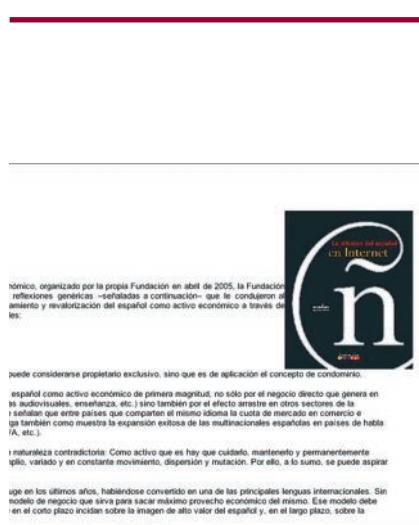 La difusión del español
en Internet
ñ
nómico, organizado por la propia Fundación en abril de 2005, la Fundación
reflexiones genéricas –señaladas a continuación– que le condujeron al
amiento y revalorización del español como activo económico a través de
les:
puede considerarse propietario exclusivo, sino que es de aplicación el concepto de condominio.
español como activo económico de primera magnitud, no sólo por el negocio directo que genera en
as audiovisuales, enseñanza, etc.) sino también por el efecto arrastre en otros sectores de la
señalan que entre países que comparten el mismo idioma la cuota de mercado en comercio e
iga también como muestra la expansión exitosa de las multinacionales españolas en países de habla
VA, etc.).
naturaleza contradictoria: Como activo que es hay que cuidarlo, mantenerlo y permanentemente
mplio, variado y en constante movimiento, dispersión y mutación. Por ello, a lo sumo, se puede aspirar
uge en los últimos años, habiéndose convertido en una de las principales lenguas internacionales. Sin
modelo de negocio que sirva para sacar máximo provecho económico del mismo. Ese modelo debe
e en el corto plazo incidan sobre la imagen de alto valor del español y, en el largo plazo, sobre la